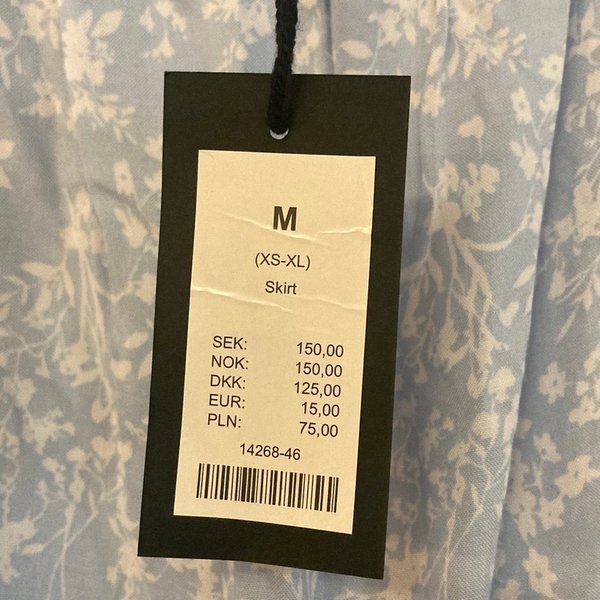 M
(XS-XL)
Skirt
SEK: 150,00
NOK: 150,00
DKK: 125,00
EUR: 15,00
PLN: 75,00
14268-46